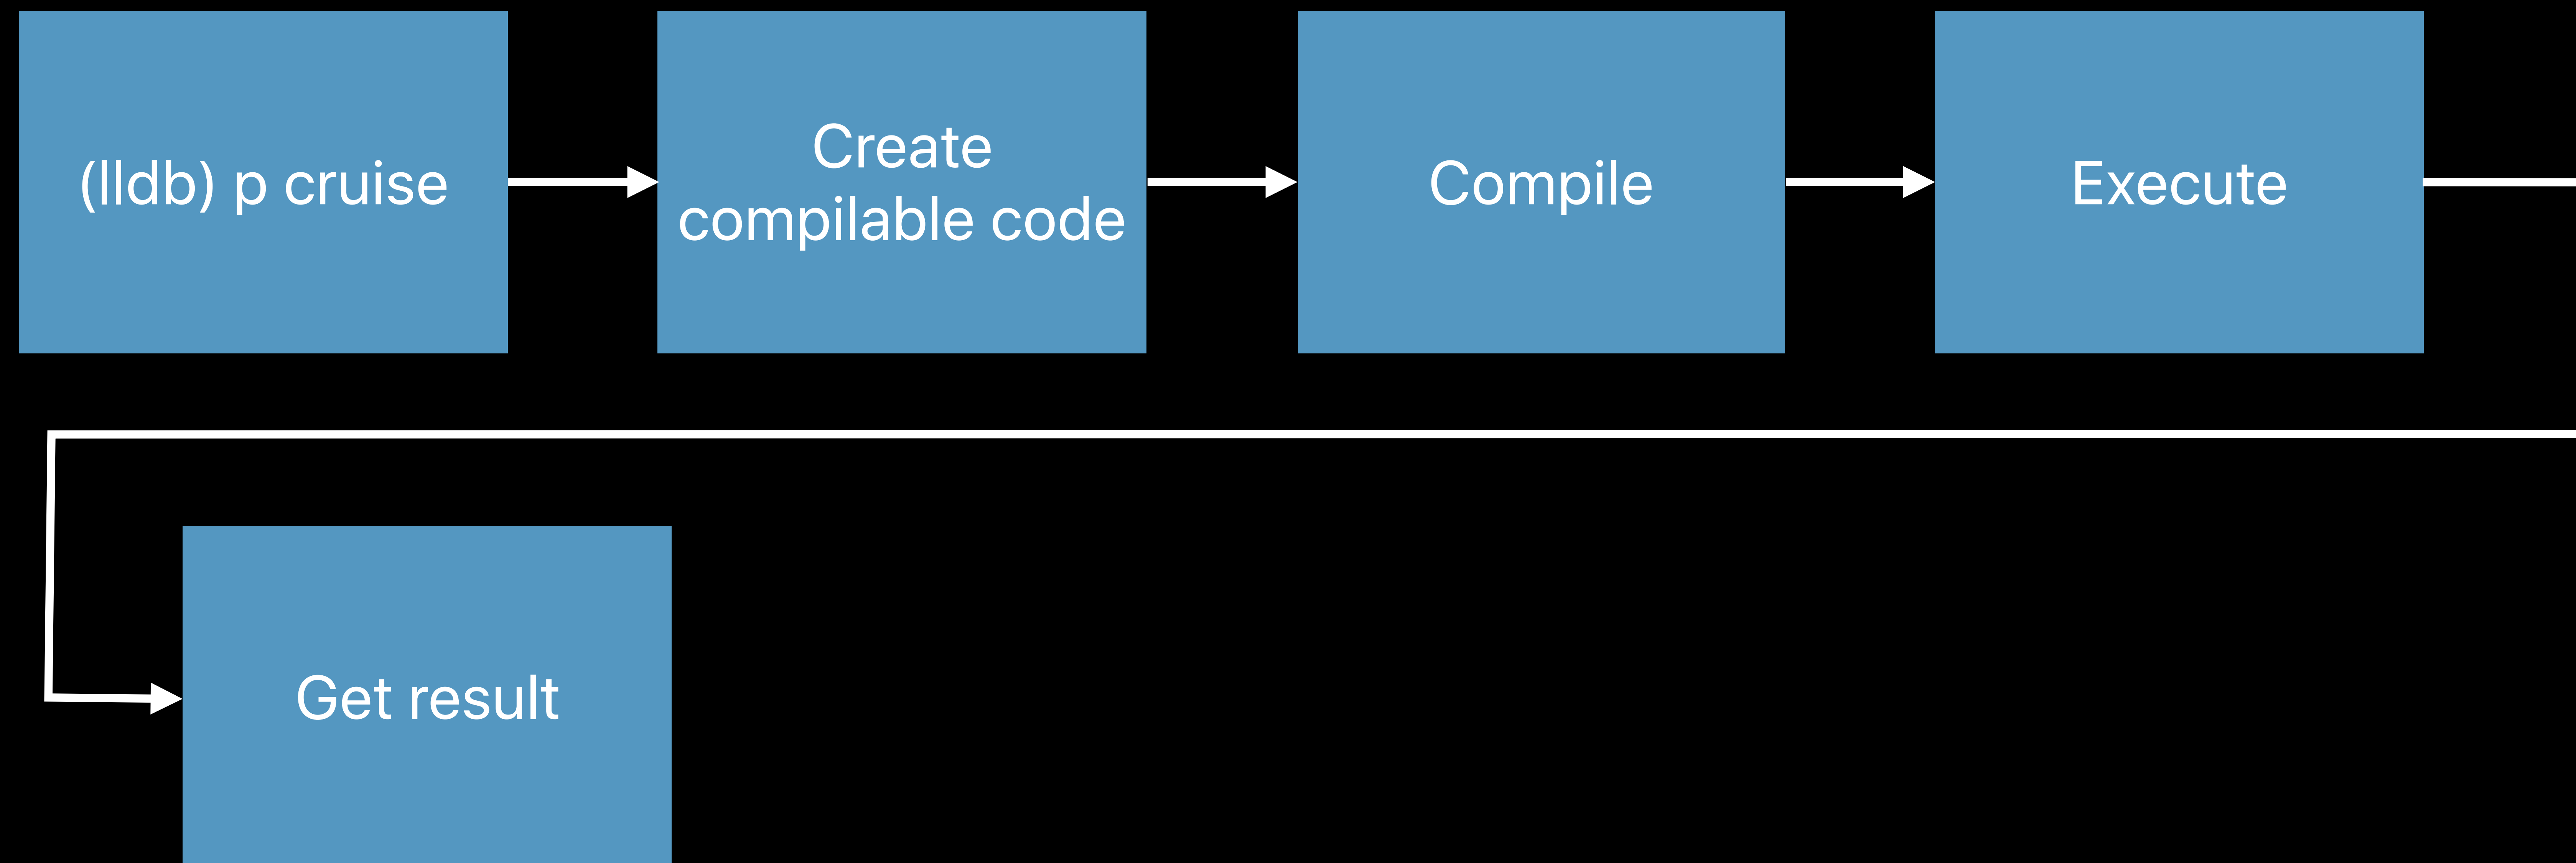 (lldb) p cruise
Create
compilable code
Compile
Execute
Get result